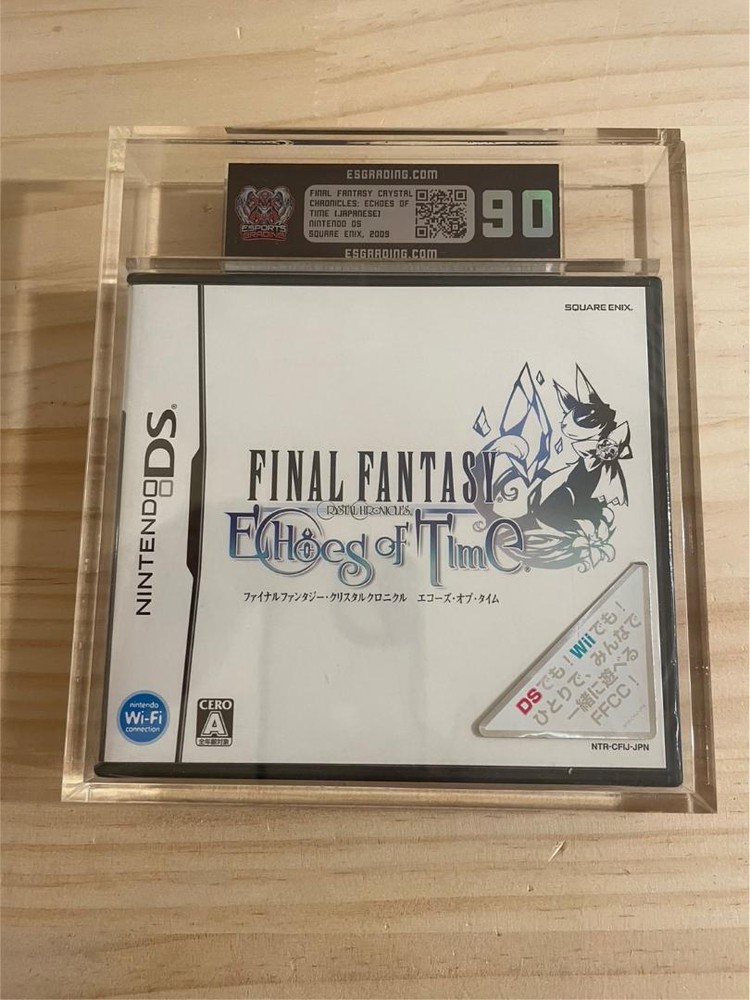 ESGRADING.COM
ESPORTS
GRADING
FINAL FANTASY CRYSTAL
CHRONICLES: ECHOES OF
TIME [JAPANESE]
NINTENDO DS
SQUARE ENIX, 2009
90
ESGRADING.COM
SQUARE ENIX.
NINTENDO DS®
FINAL FANTASY®
CRYSTAL CHRONICLES®
ECHOES OF TIME®
ファイナルファンタジー・クリスタルクロニクル エコーズ・オブ・タイム
DSでも!Wiiでも!
ひとりで、みんなで
一緒に遊べる
FFCC!
nintendo
Wi-Fi
connection
CERO
A
全年齢対象
NTR-CFIJ-JPN